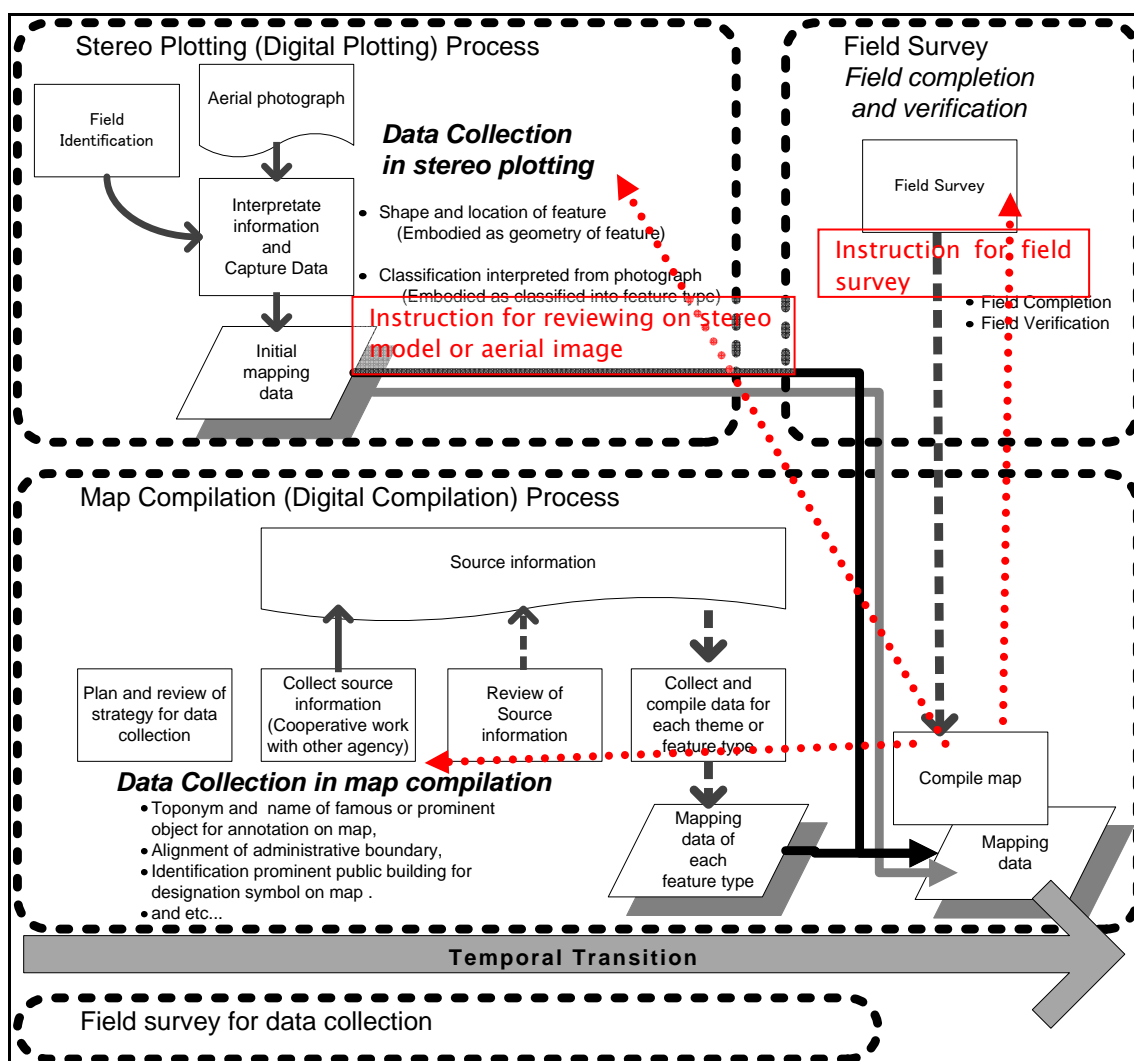 Stereo Plotting (Digital Plotting) Process
Field
Identification
Aerial photograph
Data Collection
in stereo plotting
Interpretate
information
and
Capture Data
• Shape and location of feature
(Embodied as geometry of feature)
• Classification interpreted from photograph
(Embodied as classified into feature type)
Instruction for reviewing on stereo
model or aerial image
Initial
mapping
data
Field Survey
Field completion
and verification
Field Survey
Instruction for field
survey
• Field Completion
• Field Verification
Map Compilation (Digital Compilation) Process
Source information
Plan and review of
strategy for data
collection
Collect source
information
(Cooperative work
with other agency)
Review of
Source
information
Collect and
compile data for
each theme or
feature type
Data Collection in map compilation
• Toponym and name of famous or prominent
object for annotation on map,
• Alignment of administrative boundary,
• Identification prominent public building for
designation symbol on map .
• and etc...
Mapping
data of
each
feature type
Compile map
Mapping
data
Temporal Transition
Field survey for data collection